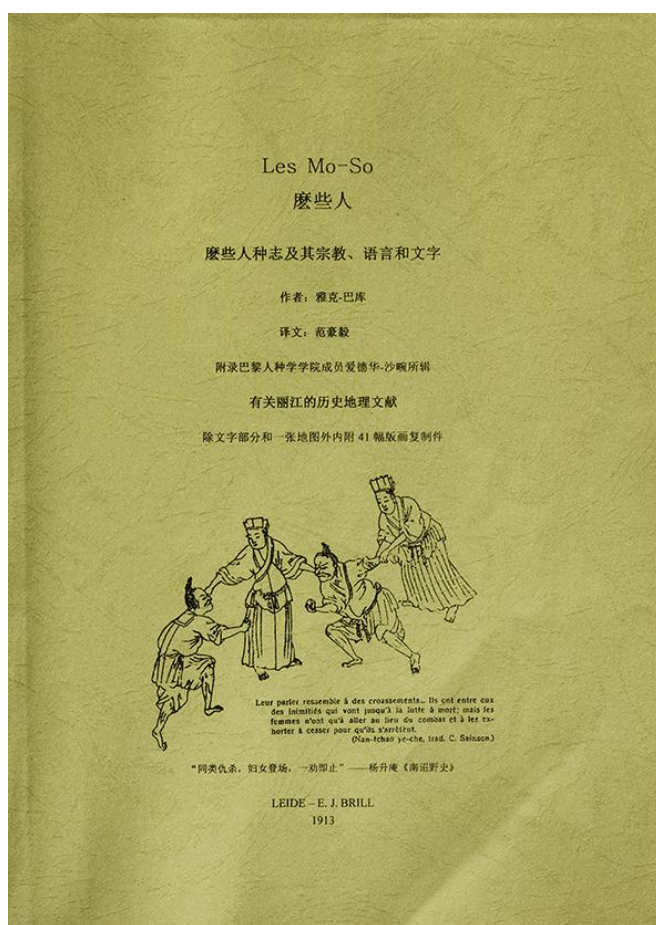 Les Mo-So
麽些人
麽些人种志及其宗教、语言和文字
作者：雅克-巴库
译文：范豪毅
附录巴黎人种学学院成员爱德华-沙畹所辑
有关丽江的历史地理文献
除文字部分和一张地图外内附 41 幅版画复制件
Leur parler ressemble à des croassements... Ils ont entre eux
des inimitiés qui vont jusqu'à la lutte à mort; mais les
femmes n'ont qu'à aller au lieu du combat et à les ex-
horter à cesser pour qu'ils s'arrêtent.
(Nan-tchao ye-che, trad. C. Sainson.)
“同类仇杀，妇女登场，一劝即止”——杨升庵《南诏野史》
LEIDE – E. J. BRILL
1913